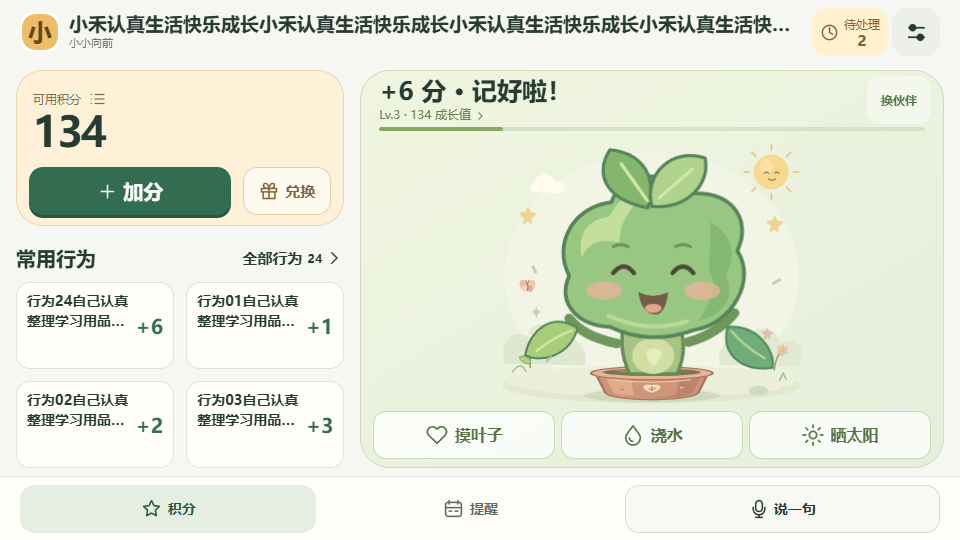 小
小禾认真生活快乐成长小禾认真生活快乐成长小禾认真生活快乐成长小禾认真生活快...
小小向前
待处理
2
可用积分
134
+ 加分
兑换
常用行为
全部行为 24
行为24自己认真
整理学习用品...
+6
行为01自己认真
整理学习用品...
+1
行为02自己认真
整理学习用品...
+2
行为03自己认真
整理学习用品...
+3
+6 分·记好啦！
Lv.3 · 134 成长值
换伙伴
摸叶子
浇水
晒太阳
积分
提醒
说一句